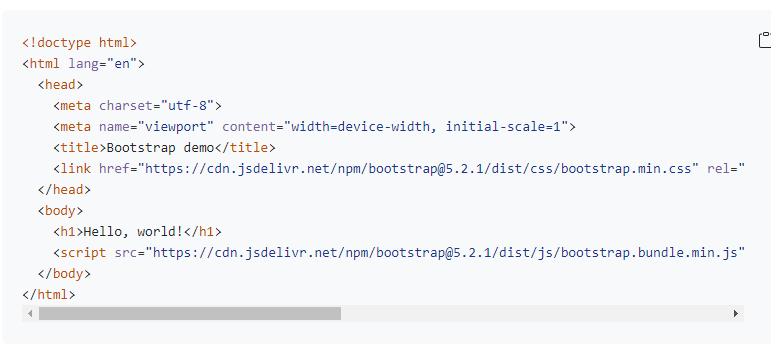 <!doctype html>
<html lang="en">
  <head>
    <meta charset="utf-8">
    <meta name="viewport" content="width=device-width, initial-scale=1">
    <title>Bootstrap demo</title>
    <link href="https://cdn.jsdelivr.net/npm/bootstrap@5.2.1/dist/css/bootstrap.min.css" rel="
  </head>
  <body>
    <h1>Hello, world!</h1>
    <script src="https://cdn.jsdelivr.net/npm/bootstrap@5.2.1/dist/js/bootstrap.bundle.min.js"
  </body>
</html>